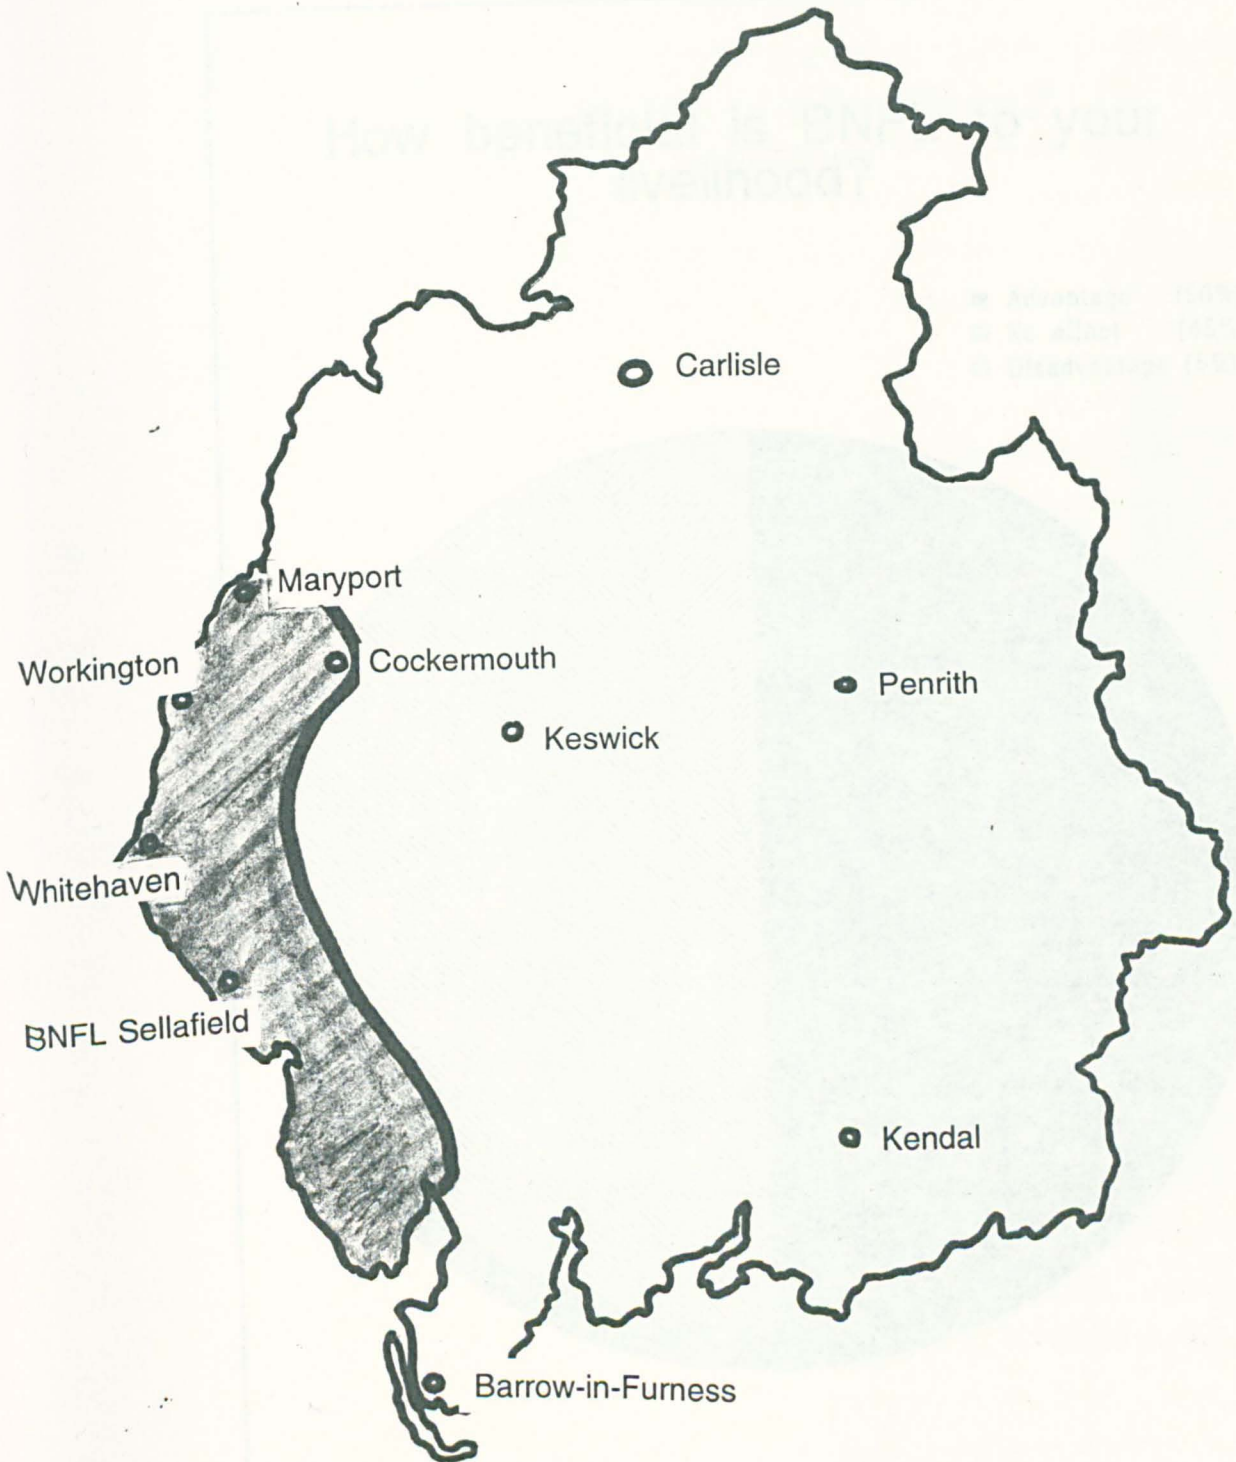 Carlisle
Maryport
Workington
Cockermouth
Penrith
Keswick
Whitehaven
BNFL Sellafield
Kendal
Barrow-in-Furness